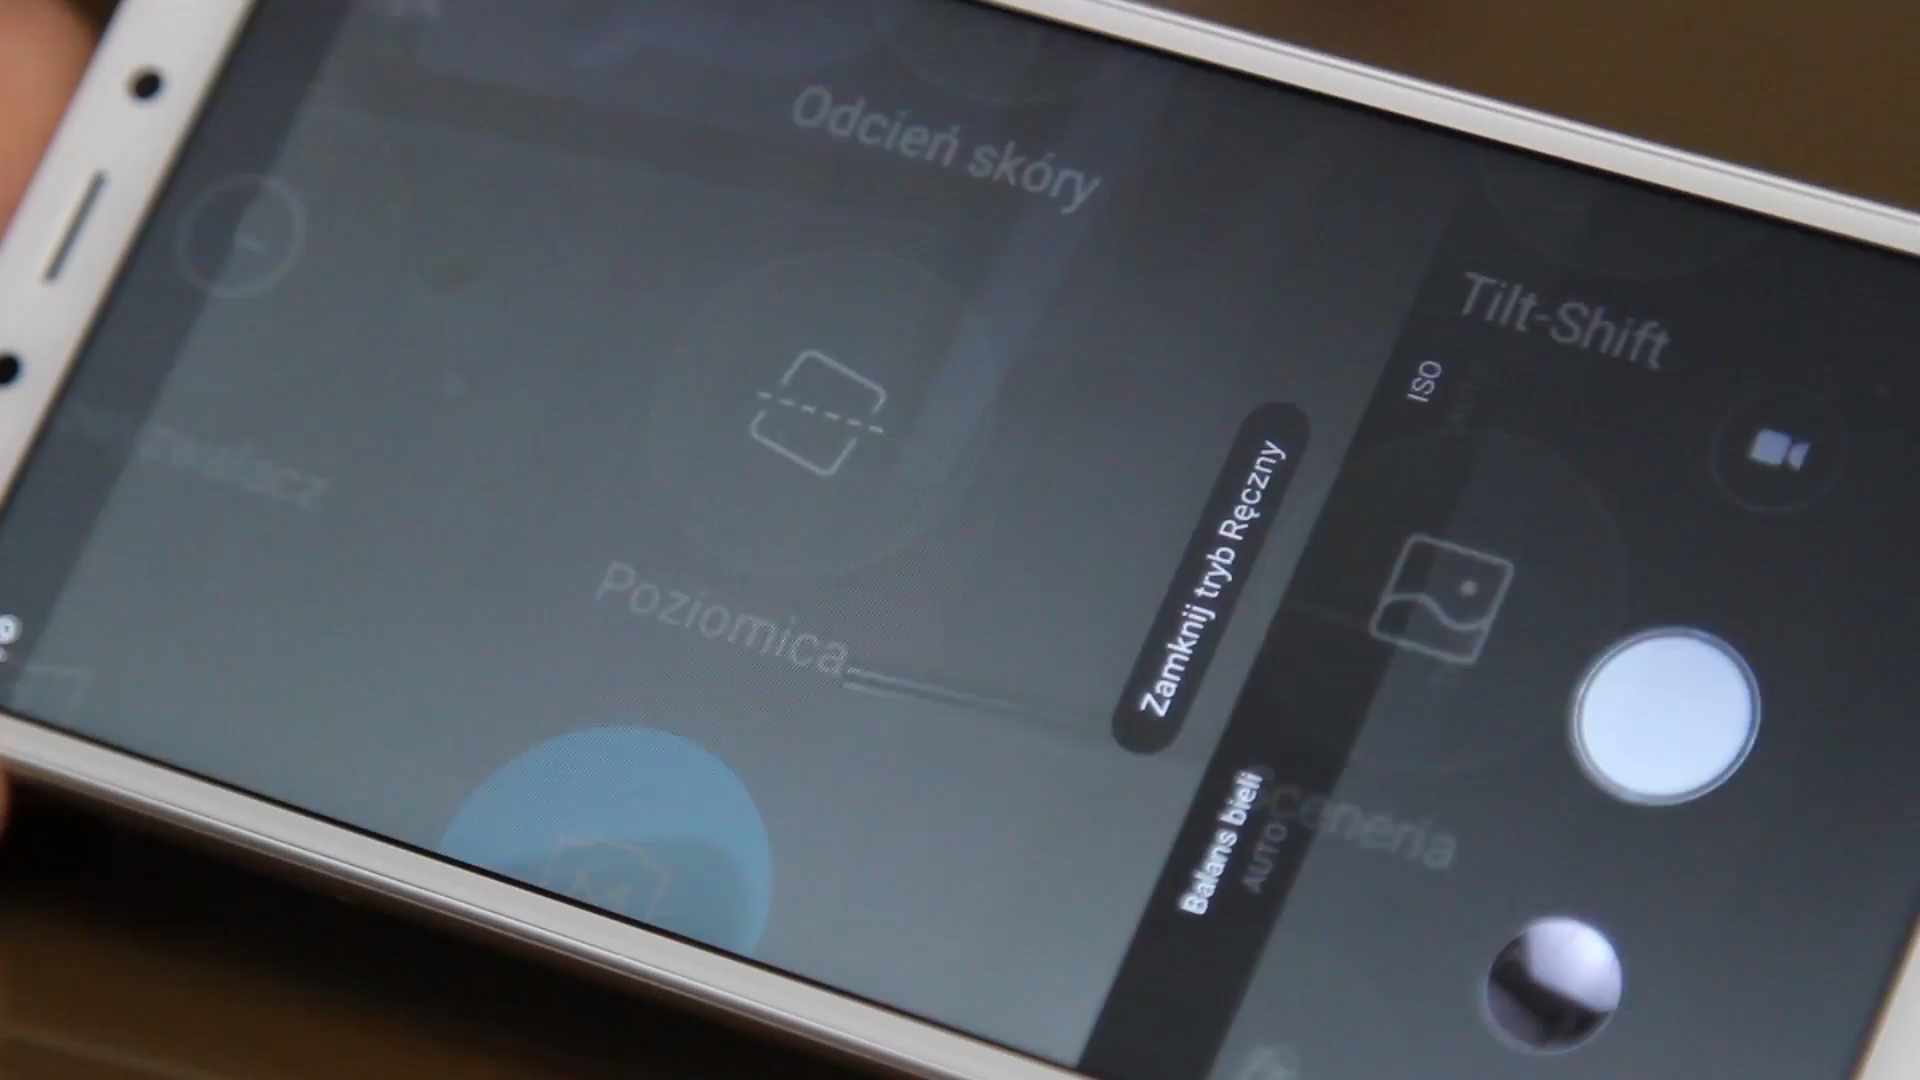 Odcień skóry
Tilt-Shift
ISO
Zamknij tryb Ręczny
Poziomica
Balans bieli
AUTO